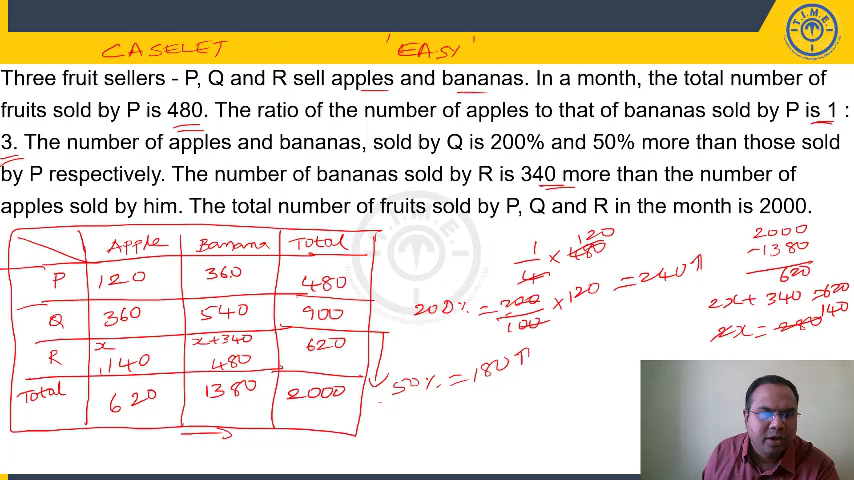 T.I.M.E.
CASELET 'EASY'
Three fruit sellers - P, Q and R sell apples and bananas. In a month, the total number of
fruits sold by P is 480. The ratio of the number of apples to that of bananas sold by P is 1 :
3. The number of apples and bananas, sold by Q is 200% and 50% more than those sold
by P respectively. The number of bananas sold by R is 340 more than the number of
apples sold by him. The total number of fruits sold by P, Q and R in the month is 2000.
Apple Banana Total
P 120 360 480
Q 360 540 900
R x x+340 620
140 480
Total 620 1380 2000
120
1/4 × 480
200% = 200/100 × 120 = 240↑
50% = 180↑
2000
-1380
620
2x + 340 = 620
140
2x = 280